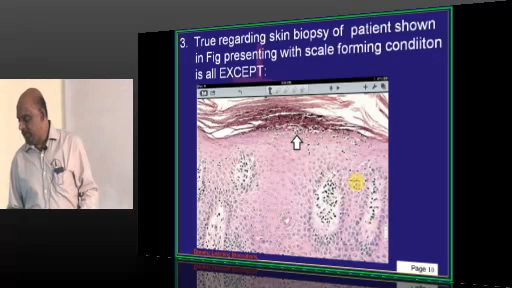 3. True regarding skin biopsy of patient shown
in Fig presenting with scale forming condiiton
is all EXCEPT:
Page 10